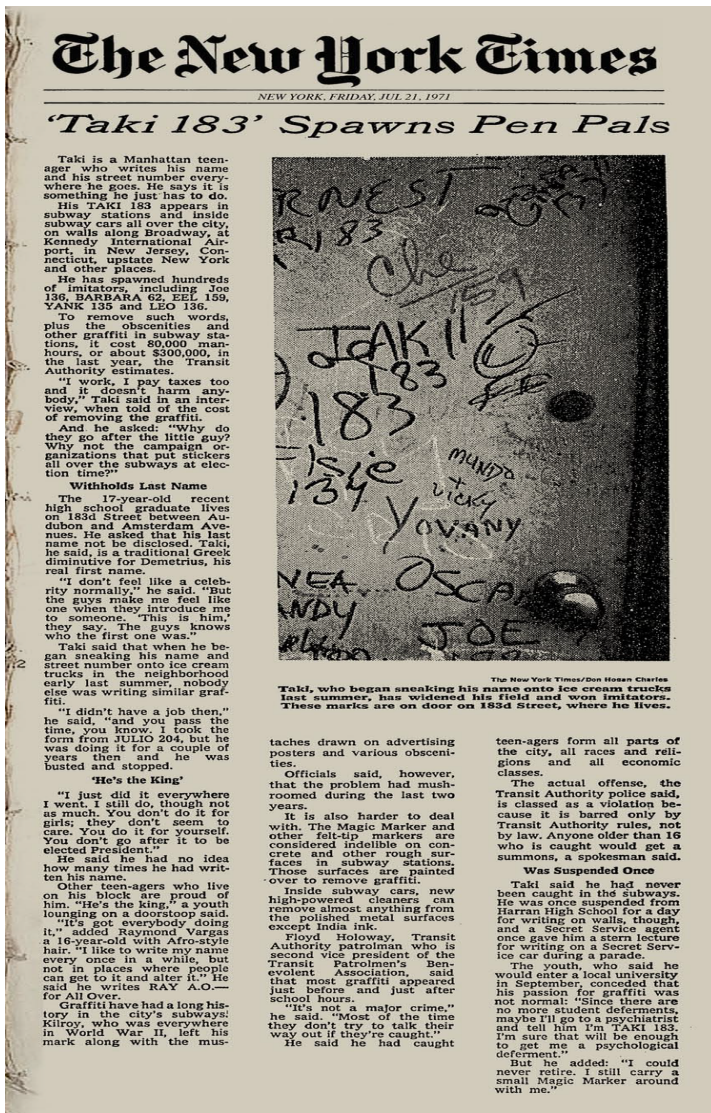 The New York Times
NEW YORK, FRIDAY, JUL 21, 1971
'Taki 183' Spawns Pen Pals
Taki is a Manhattan teen-
ager who writes his name
and his street number every-
where he goes. He says it is
something he just has to do.
His TAKI 183 appears in
subway stations and inside
subway cars all over the city,
on walls along Broadway, at
Kennedy International Air-
port, in New Jersey, Con-
necticut, upstate New York
and other places.
He has spawned hundreds
of imitators, including Joe
136, BARBARA 62, EEL 159,
YANK 135 and LEO 136.
To remove such words,
plus the obscenities and
other graffiti in subway sta-
tions, it cost 80,000 man-
hours, or about $300,000, in
the last year, the Transit
Authority estimates.
"I work, I pay taxes too
and it doesn't harm any-
body," Taki said in an inter-
view, when told of the cost
of removing the graffiti.
And he asked: "Why do
they go after the little guy?
Why not the campaign or-
ganizations that put stickers
all over the subways at elec-
tion time?"
Withholds Last Name
The 17-year-old recent
high school graduate lives
on 183d Street between Au-
dubon and Amsterdam Ave-
nues. He asked that his last
name not be disclosed. Taki,
he said, is a traditional Greek
diminutive for Demetrius, his
real first name.
"I don't feel like a celeb-
rity normally," he said. "But
the guys make me feel like
one when they introduce me
to someone. 'This is him,'
they say. The guys knows
who the first one was."
Taki said that when he be-
gan sneaking his name and
street number onto ice cream
trucks in the neighborhood
early last summer, nobody
else was writing similar graf-
fiti.
"I didn't have a job then,"
he said, "and you pass the
time, you know. I took the
form from JULIO 204, but he
was doing it for a couple of
years then and he was
busted and stopped.
'He's the King'
"I just did it everywhere
I went. I still do, though not
as much. You don't do it for
girls; they don't seem to
care. You do it for yourself.
You don't go after it to be
elected President."
He said he had no idea
how many times he had writ-
ten his name.
Other teen-agers who live
on his block are proud of
him. "He's the king," a youth
lounging on a doorstoop said.
"It's got everybody doing
it," added Raymond Vargas
a 16-year-old with Afro-style
hair. "I like to write my name
every once in a while, but
not in places where people
can get to it and alter it." He
said he writes RAY A.O.—
for All Over.
Graffiti have had a long his-
tory in the city's subways.
Kilroy, who was everywhere
in World War II, left his
mark along with the mus-
RNEST
183
Che
159
TAKI
183
183
Elsie
134
MUNDO
+
VICKY
YOVANY
NEA
OSCAR
ANDY
JOE
The New York Times/Don Hogan Charles
Taki, who began sneaking his name onto ice cream trucks
last summer, has widened his field and won imitators.
These marks are on door on 183d Street, where he lives.
taches drawn on advertising
posters and various obsceni-
ties.
Officials said, however,
that the problem had mush-
roomed during the last two
years.
It is also harder to deal
with. The Magic Marker and
other felt-tip markers are
considered indelible on con-
crete and other rough sur-
faces in subway stations.
Those surfaces are painted
over to remove graffiti.
Inside subway cars, new
high-powered cleaners can
remove almost anything from
the polished metal surfaces
except India ink.
Floyd Holoway, Transit
Authority patrolman who is
second vice president of the
Transit Patrolmen's Ben-
evolent Association, said
that most graffiti appeared
just before and just after
school hours.
"It's not a major crime,"
he said. "Most of the time
they don't try to talk their
way out if they're caught."
He said he had caught
teen-agers form all parts of
the city, all races and reli-
gions and all economic
classes.
The actual offense, the
Transit Authority police said,
is classed as a violation be-
cause it is barred only by
Transit Authority rules, not
by law. Anyone older than 16
who is caught would get a
summons, a spokesman said.
Was Suspended Once
Taki said he had never
been caught in the subways.
He was once suspended from
Harran High School for a day
for writing on walls, though,
and a Secret Service agent
once gave him a stern lecture
for writing on a Secret Serv-
ice car during a parade.
The youth, who said he
would enter a local university
in September, conceded that
his passion for graffiti was
not normal: "Since there are
no more student deferments,
maybe I'll go to a psychiatrist
and tell him I'm TAKI 183.
I'm sure that will be enough
to get me a psychological
deferment."
But he added: "I could
never retire. I still carry a
small Magic Marker around
with me."